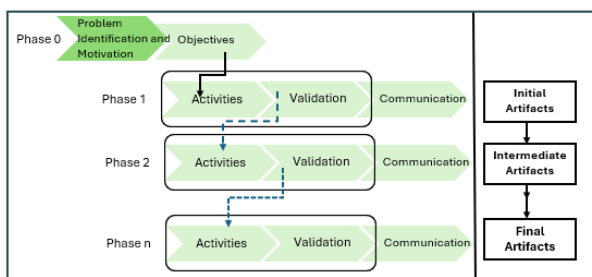 Phase 0
Problem
Identification and
Motivation
Objectives
Phase 1
Activities
Validation
Communication
Initial
Artifacts
Phase 2
Activities
Validation
Communication
Intermediate
Artifacts
Phase n
Activities
Validation
Communication
Final
Artifacts